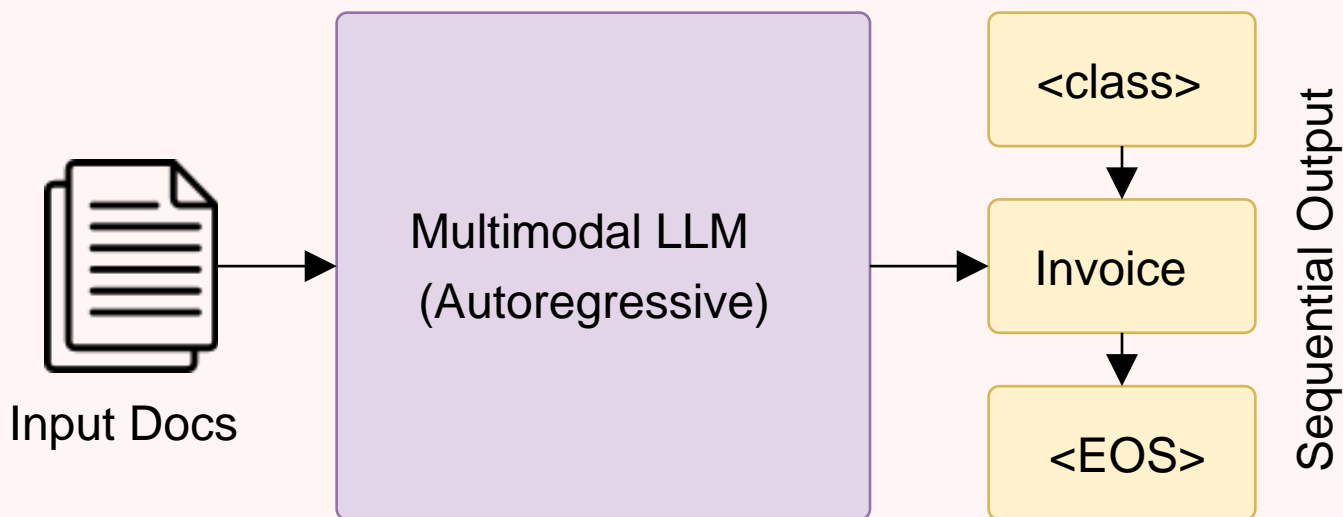 Input Docs
Multimodal LLM
(Autoregressive)
<class>
Invoice
<EOS>
Sequential Output